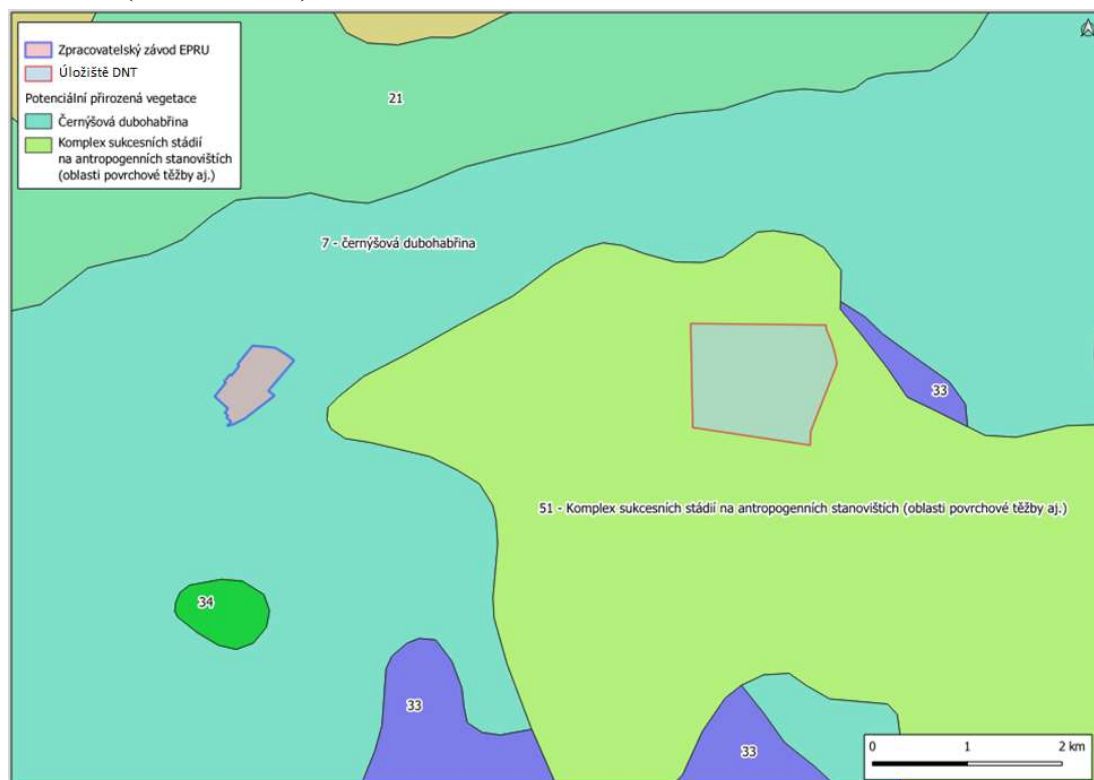 Zpracovatelský závod EPRU
Úložiště DNT
Potenciální přirozená vegetace
Černýšová dubohabřina
Komplex sukcesních stádií
na antropogenních stanovištích
(oblasti povrchové těžby aj.)
21
7 - černýšová dubohabřina
33
51 - Komplex sukcesních stádií na antropogenních stanovištích (oblasti povrchové těžby aj.)
34
33
33
0 1 2 km